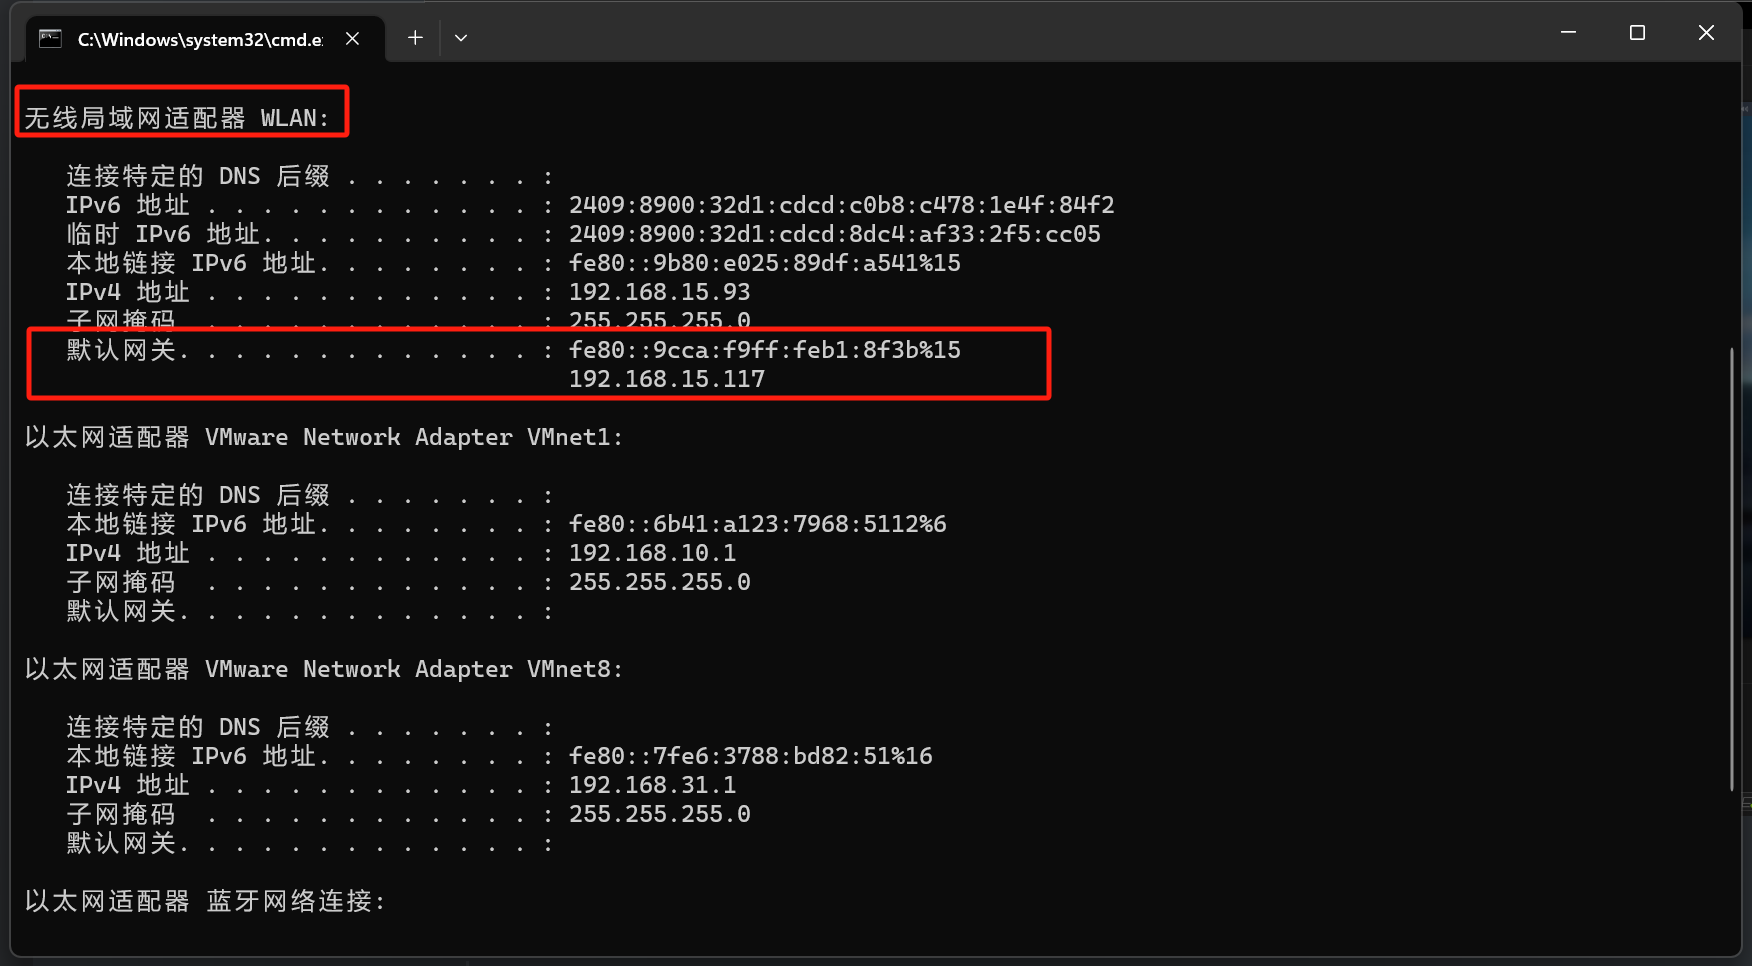 C:\Windows\system32\cmd.e
无线局域网适配器 WLAN:
连接特定的 DNS 后缀 . . . . . . . :
IPv6 地址 . . . . . . . . . . . . : 2409:8900:32d1:cdcd:c0b8:c478:1e4f:84f2
临时 IPv6 地址. . . . . . . . . . : 2409:8900:32d1:cdcd:8dc4:af33:2f5:cc05
本地链接 IPv6 地址. . . . . . . . : fe80::9b80:e025:89df:a541%15
IPv4 地址 . . . . . . . . . . . . : 192.168.15.93
子网掩码  . . . . . . . . . . . . : 255.255.255.0
默认网关. . . . . . . . . . . . . : fe80::9cca:f9ff:feb1:8f3b%15
192.168.15.117
以太网适配器 VMware Network Adapter VMnet1:
连接特定的 DNS 后缀 . . . . . . . :
本地链接 IPv6 地址. . . . . . . . : fe80::6b41:a123:7968:5112%6
IPv4 地址 . . . . . . . . . . . . : 192.168.10.1
子网掩码  . . . . . . . . . . . . : 255.255.255.0
默认网关. . . . . . . . . . . . . :
以太网适配器 VMware Network Adapter VMnet8:
连接特定的 DNS 后缀 . . . . . . . :
本地链接 IPv6 地址. . . . . . . . : fe80::7fe6:3788:bd82:51%16
IPv4 地址 . . . . . . . . . . . . : 192.168.31.1
子网掩码  . . . . . . . . . . . . : 255.255.255.0
默认网关. . . . . . . . . . . . . :
以太网适配器 蓝牙网络连接: